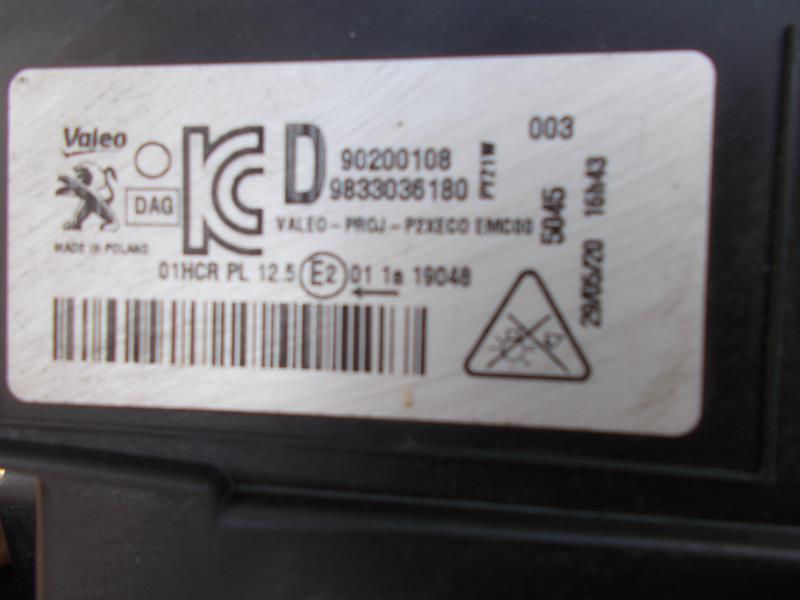 Valeo
DAG
MADE IN POLAND
KC
D
90200108
9833036180
PY21W
003
VALEO - PROJ - P2XECO EMC00
5045
29/05/20 16h43
01HCR PL 12.5 E2 01 1a 19048